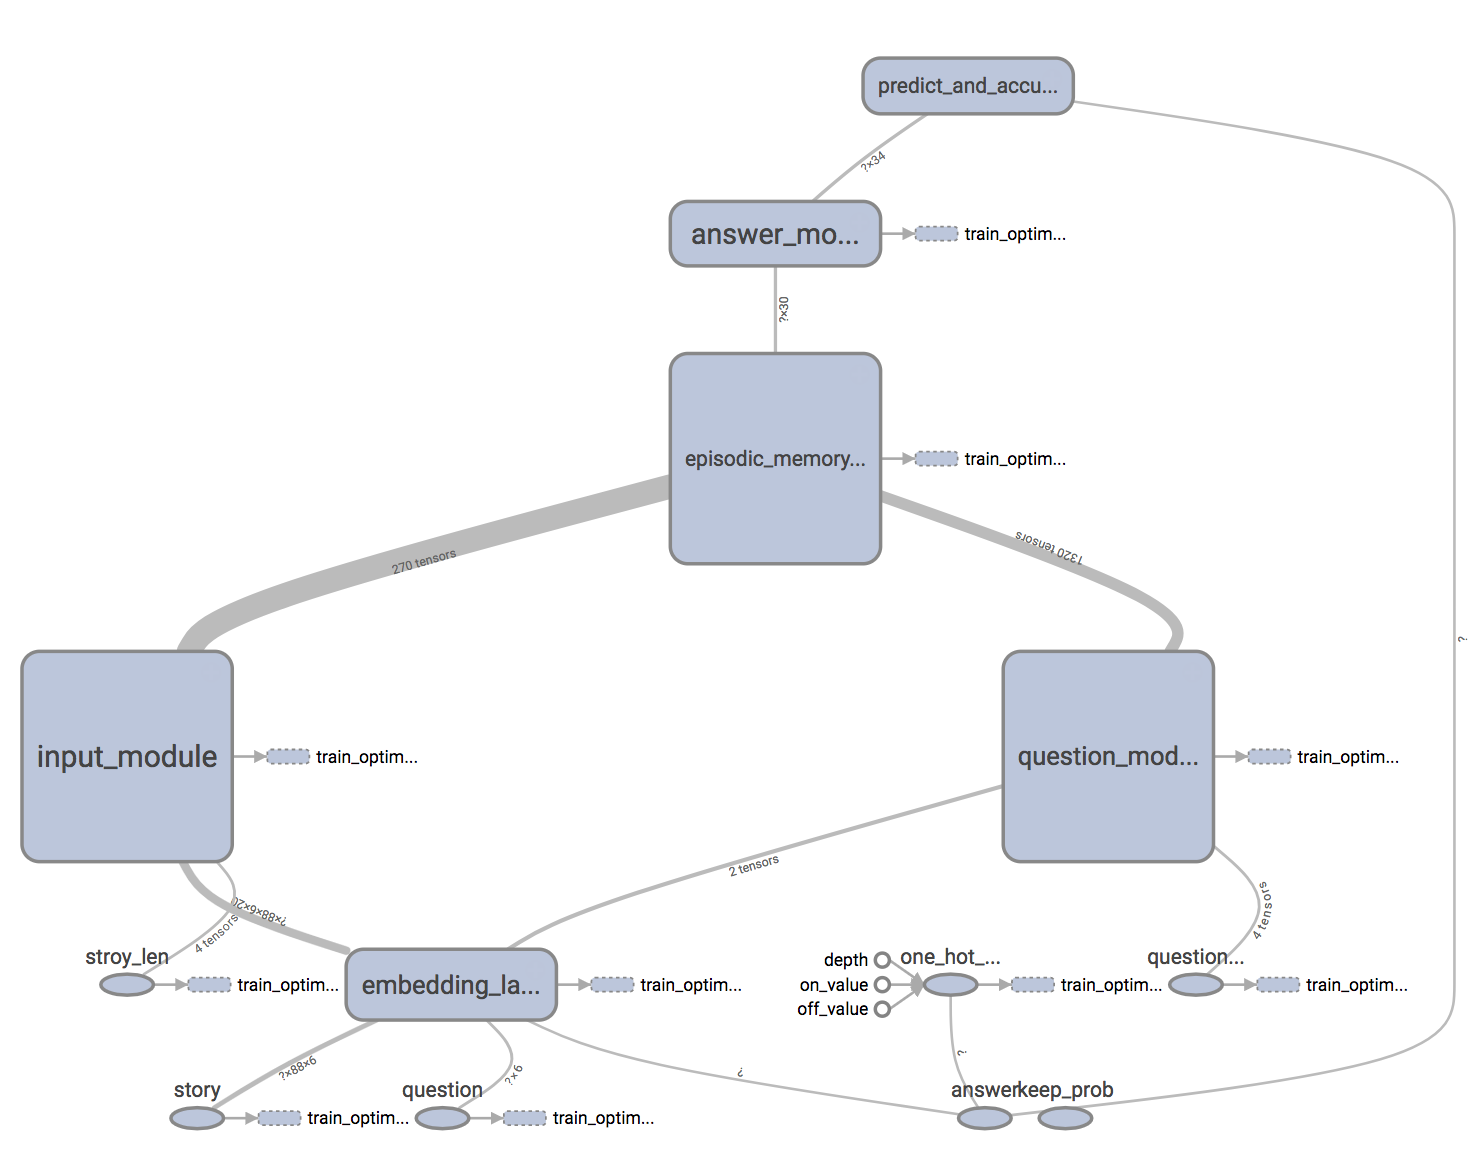 predict_and_accu...
?×34
answer_mo...
train_optim...
?×30
episodic_memory...
train_optim...
270 tensors
1320 tensors
?
input_module
train_optim...
question_mod...
train_optim...
2 tensors
?×88×6×20
4 tensors
4 tensors
stroy_len
train_optim...
embedding_la...
train_optim...
depth
on_value
off_value
one_hot_...
train_optim...
question...
train_optim...
?×88×6
?×6
?
?
story
train_optim...
question
train_optim...
answer
keep_prob